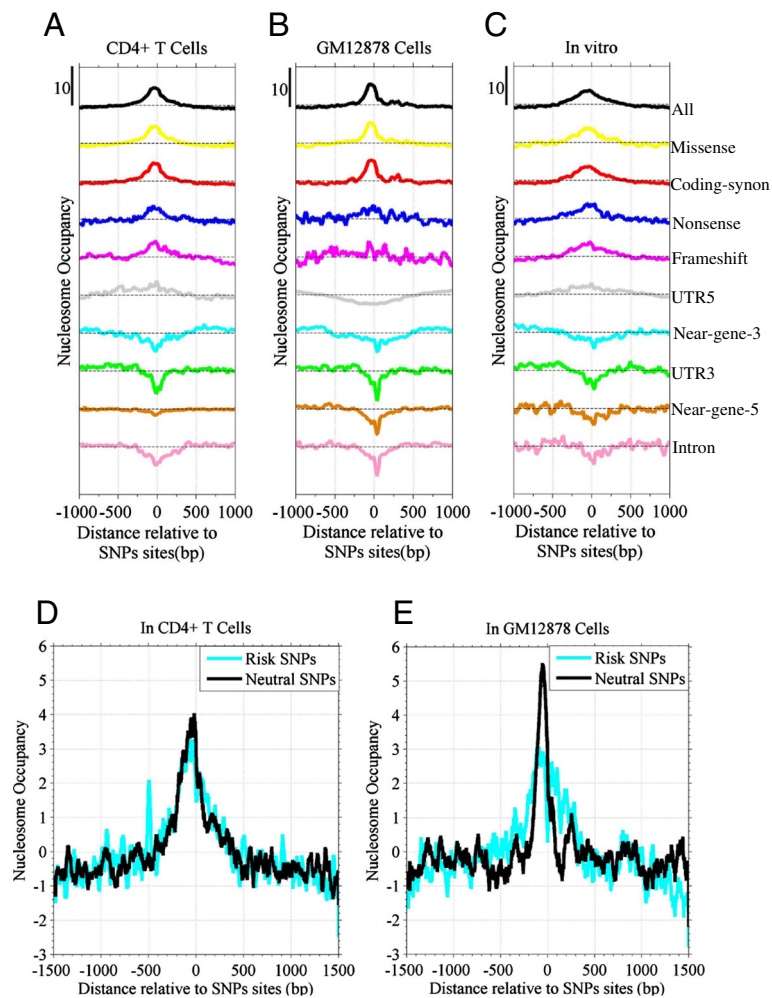 A
B
C
CD4+ T Cells
GM12878 Cells
In vitro
10
10
10
Nucleosome Occupancy
Nucleosome Occupancy
Nucleosome Occupancy
All
Missense
Coding-synon
Nonsense
Frameshift
UTR5
Near-gene-3
UTR3
Near-gene-5
Intron
-1000 -500 0 500 1000
-1000 -500 0 500 1000
-1000 -500 0 500 1000
Distance relative to
SNPs sites(bp)
Distance relative to
SNPs sites(bp)
Distance relative to
SNPs sites(bp)
D
E
In CD4+ T Cells
In GM12878 Cells
Risk SNPs
Neutral SNPs
Risk SNPs
Neutral SNPs
Nucleosome Occupancy
Nucleosome Occupancy
6
5
4
3
2
1
0
-1
-2
-3
6
5
4
3
2
1
0
-1
-2
-3
-1500 -1000 -500 0 500 1000 1500
-1500 -1000 -500 0 500 1000 1500
Distance relative to SNPs sites (bp)
Distance relative to SNPs sites (bp)